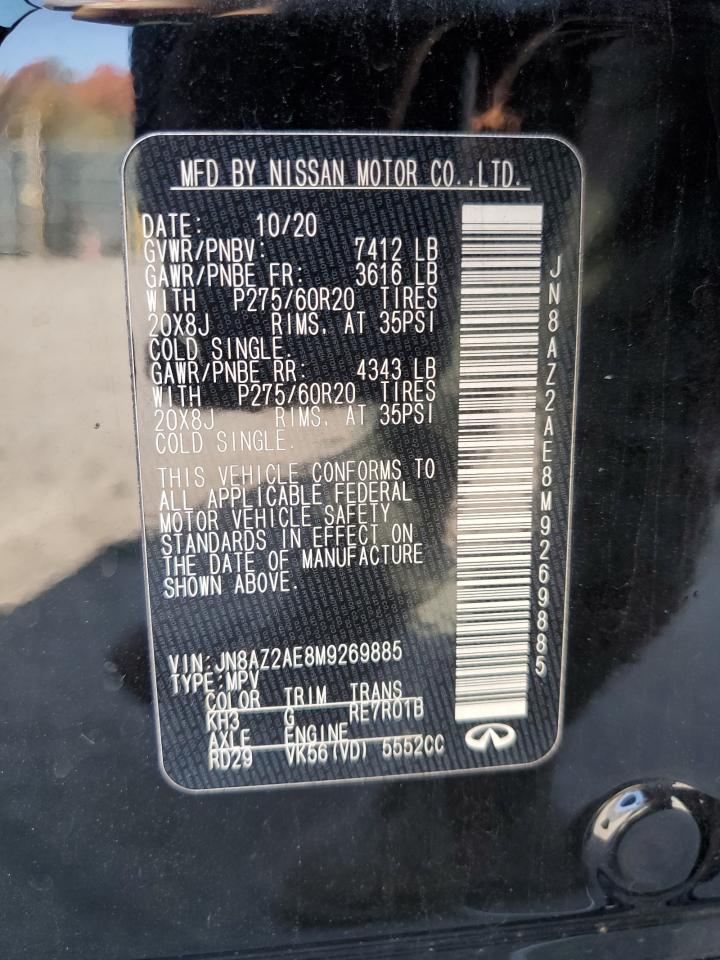 MFD BY NISSAN MOTOR CO.,LTD.
DATE: 10/20
GVWR/PNBV: 7412 LB
GAWR/PNBE FR: 3616 LB
WITH P275/60R20 TIRES
20X8J RIMS, AT 35PSI
COLD SINGLE.
GAWR/PNBE RR: 4343 LB
WITH P275/60R20 TIRES
20X8J RIMS, AT 35PSI
COLD SINGLE.
THIS VEHICLE CONFORMS TO
ALL APPLICABLE FEDERAL
MOTOR VEHICLE SAFETY
STANDARDS IN EFFECT ON
THE DATE OF MANUFACTURE
SHOWN ABOVE.
VIN:JN8AZ2AE8M9269885
TYPE:MPV
COLOR TRIM TRANS
KH3 G RE7R01B
AXLE ENGINE
RD29 VK56(VD) 5552CC
JN8AZ2AE8M9269885